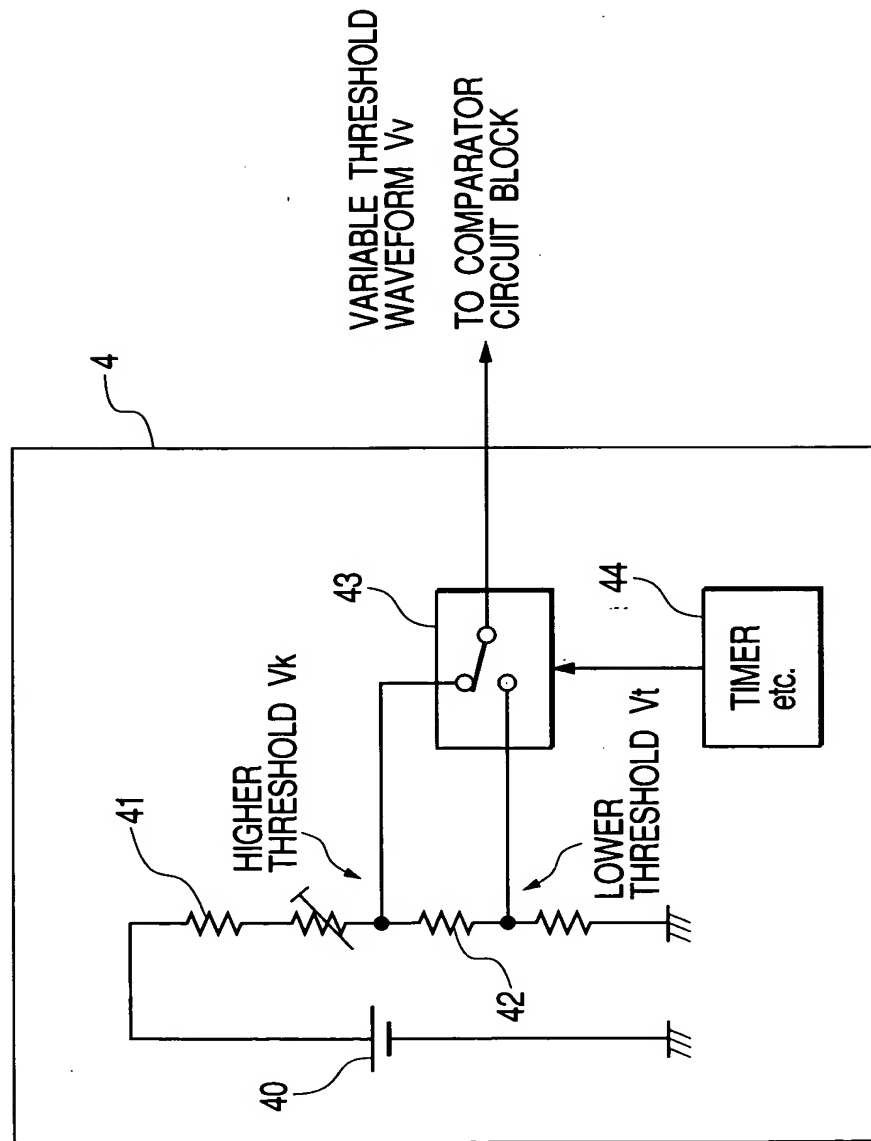 4
VARIABLE THRESHOLD
WAVEFORM Vv
TO COMPARATOR
CIRCUIT BLOCK
41
HIGHER
THRESHOLD Vk
43
40
42
LOWER
THRESHOLD Vt
44
TIMER
etc.